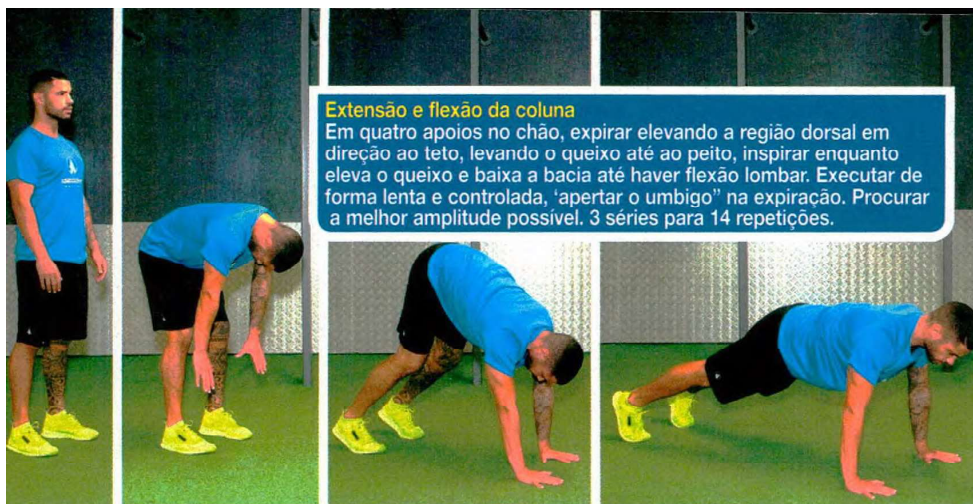 Extensão e flexão da coluna
Em quatro apoios no chão, expirar elevando a região dorsal em
direção ao teto, levando o queixo até ao peito, inspirar enquanto
eleva o queixo e baixa a bacia até haver flexão lombar. Executar de
forma lenta e controlada, ‘apertar o umbigo” na expiração. Procurar
a melhor amplitude possível. 3 séries para 14 repetições.